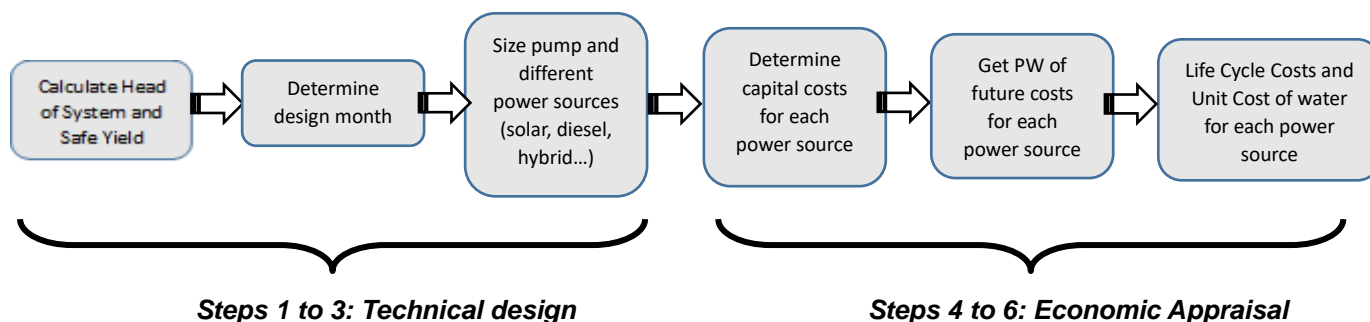 Calculate Head
of System and
Safe Yield
Determine
design month
Size pump and
different
power sources
(solar, diesel,
hybrid...)
Determine
capital costs
for each
power source
Get PW of
future costs
for each
power source
Life Cycle Costs and
Unit Cost of water
for each power
source
Steps 1 to 3: Technical design
Steps 4 to 6: Economic Appraisal